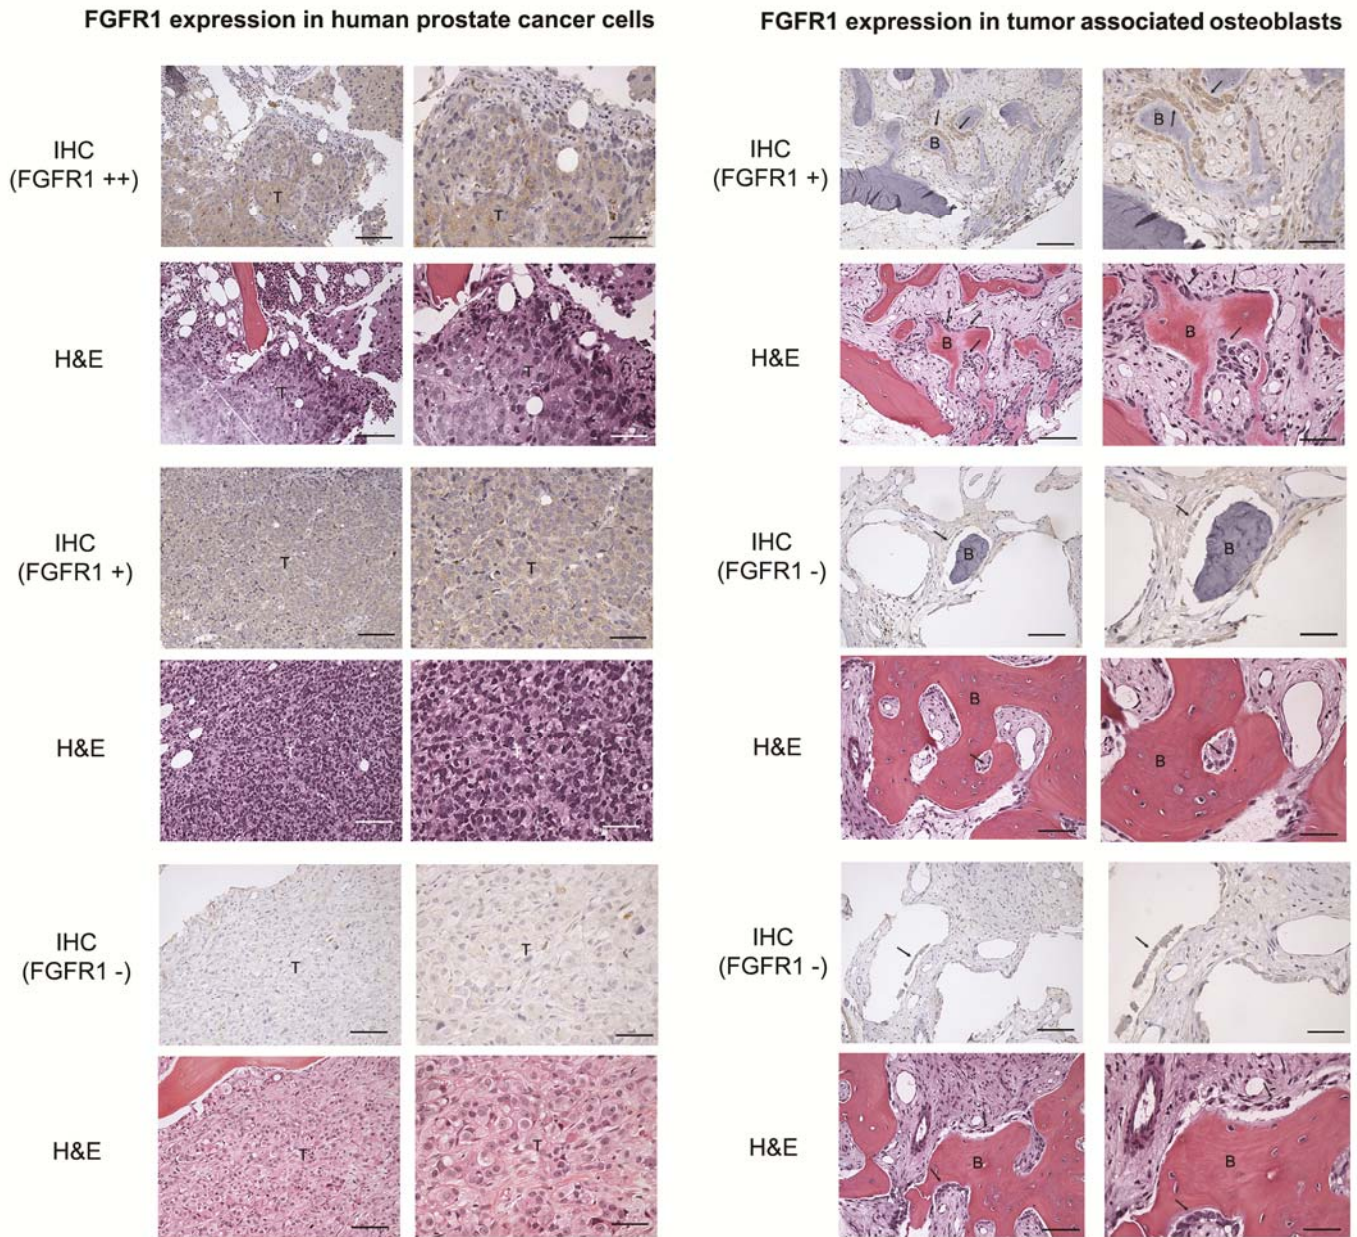 FGFR1 expression in human prostate cancer cells
IHC
(FGFR1 ++)
T
T
H&E
T
T
IHC
(FGFR1 +)
T
T
H&E
IHC
(FGFR1 -)
T
T
H&E
T
T
FGFR1 expression in tumor associated osteoblasts
IHC
(FGFR1 +)
B
B
H&E
B
B
IHC
(FGFR1 -)
B
B
H&E
B
B
IHC
(FGFR1 -)
H&E
B
B